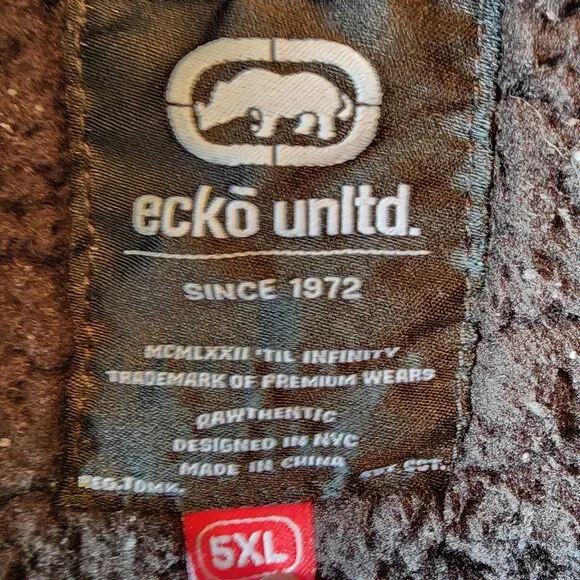 ecko unltd.
SINCE 1972
MCMLXXII 'TIL INFINITY
TRADEMARK OF PREMIUM WEARS
RAWTHENTIC
DESIGNED IN NYC
MADE IN CHINA
REG.TDMK.
5XL